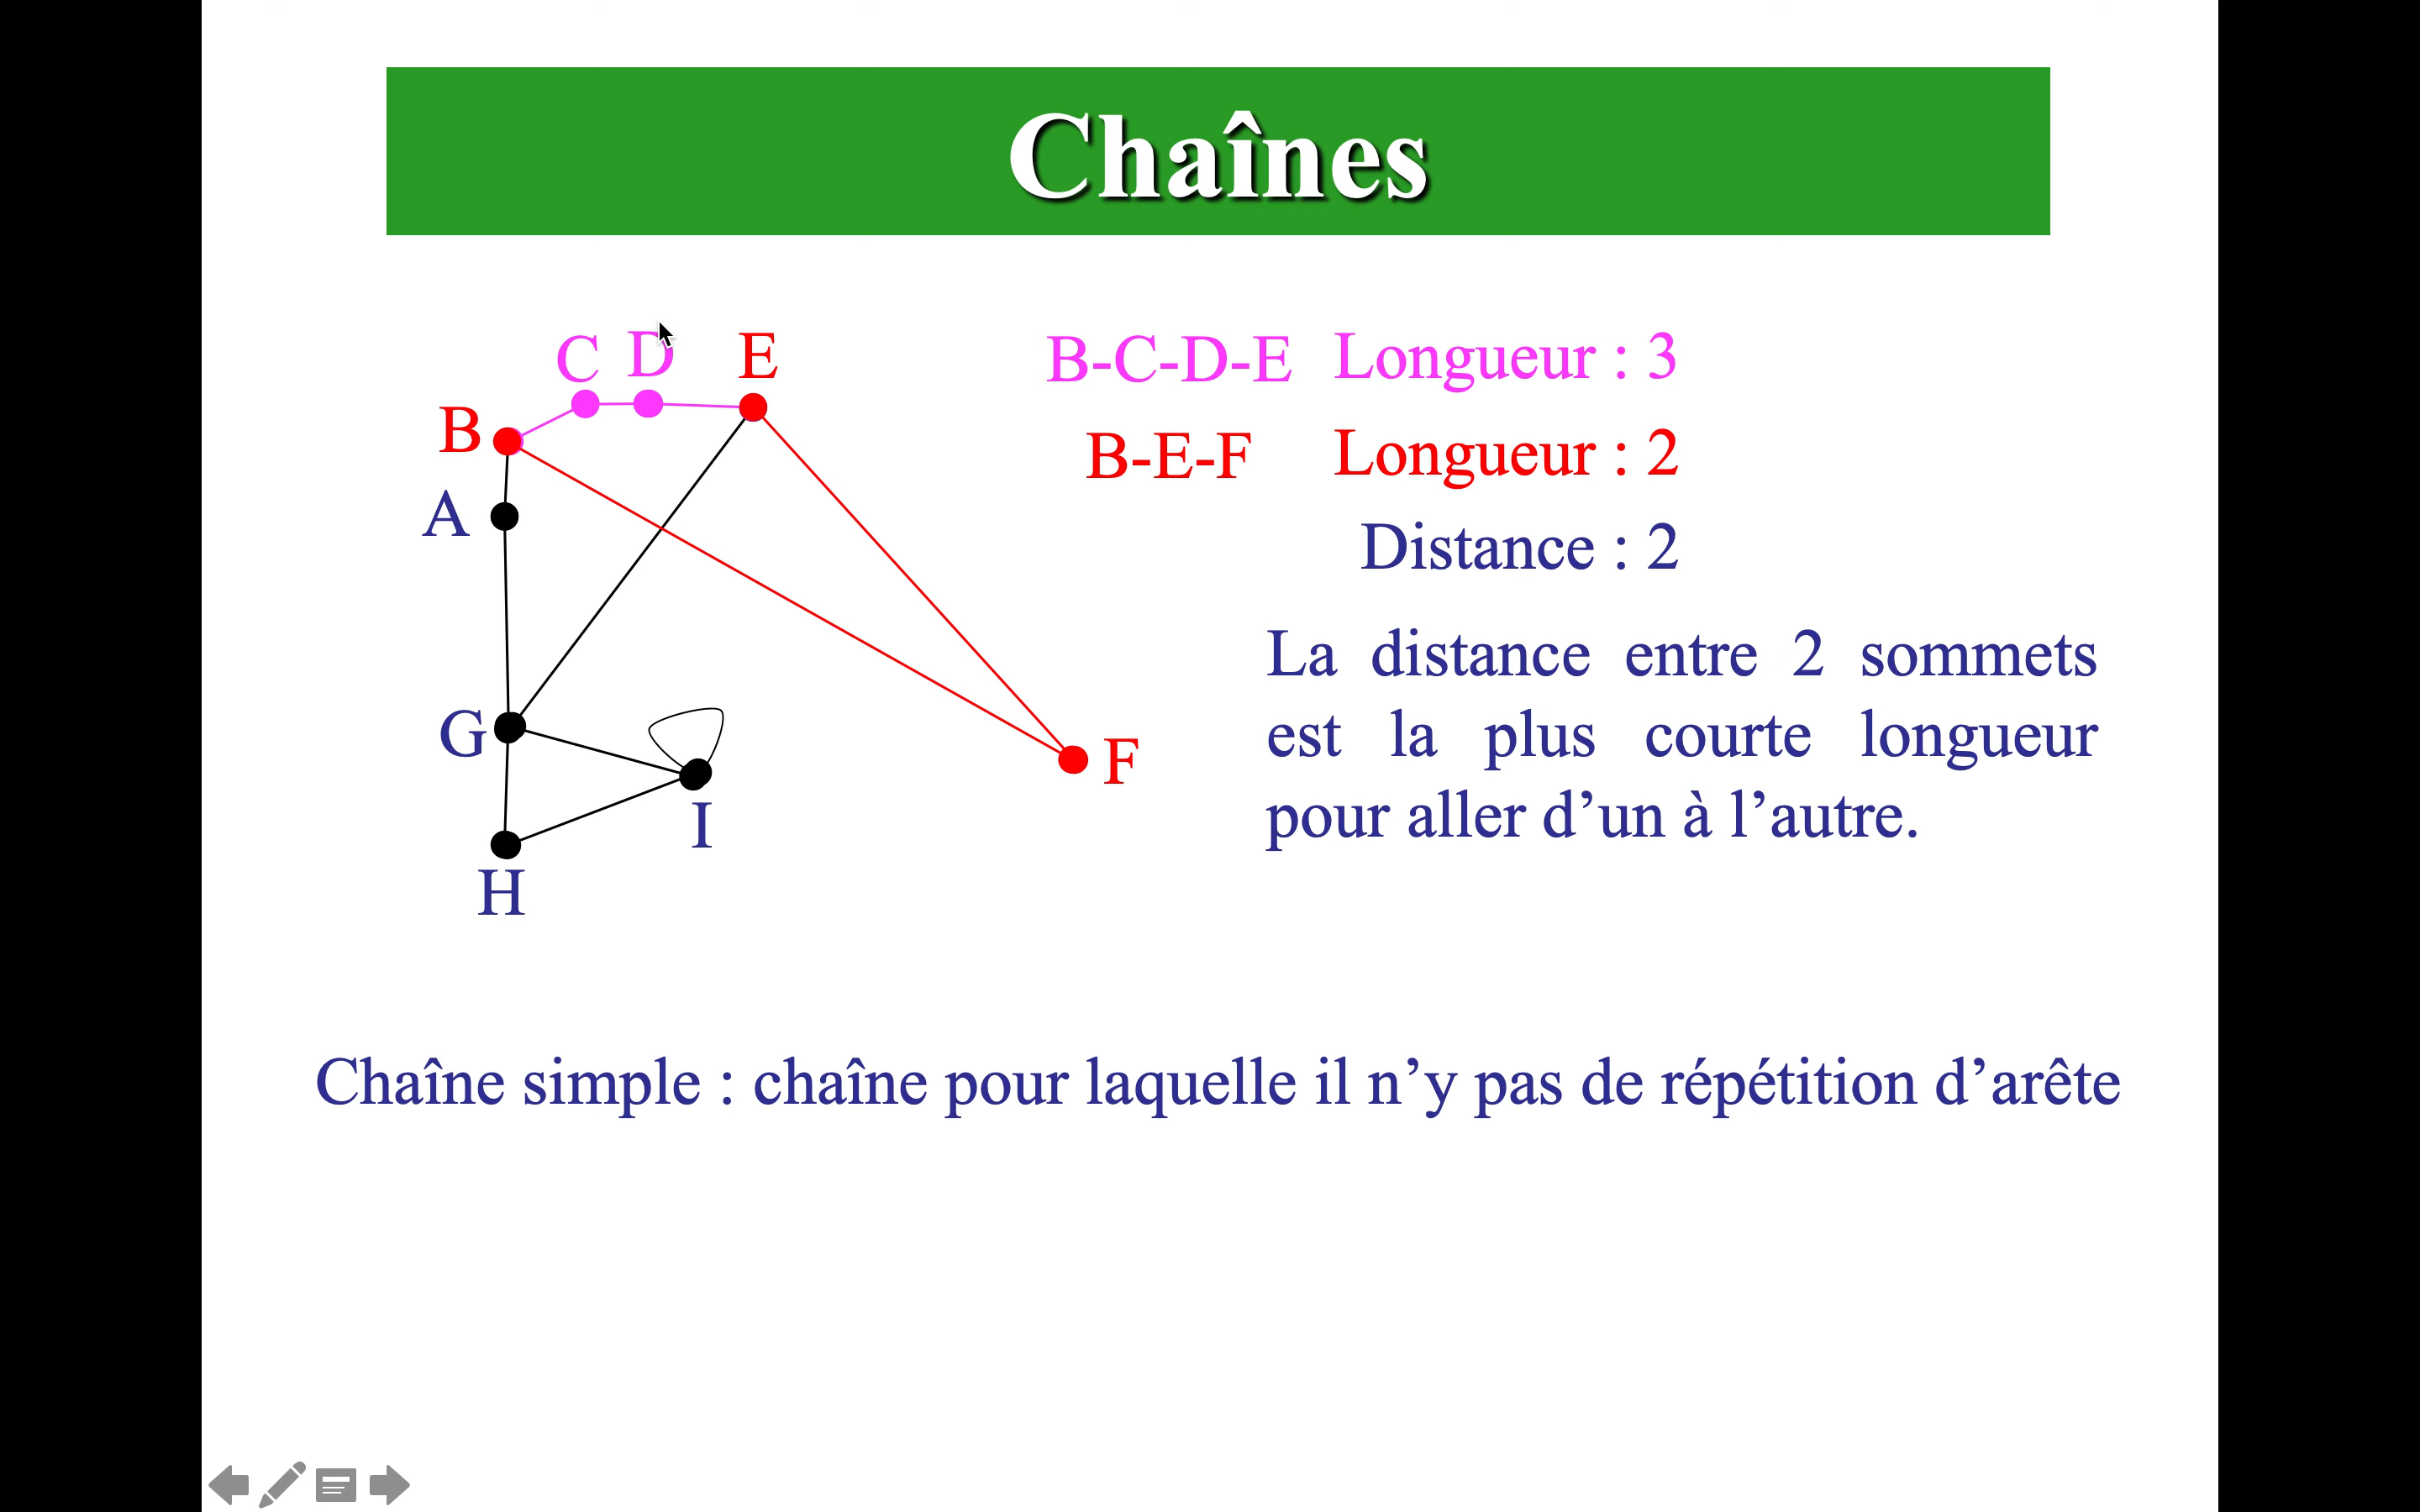 Chaînes
C D E
B
A
G
I
H
F
B-C-D-E Longueur : 3
B-E-F Longueur : 2
Distance : 2
La distance entre 2 sommets
est la plus courte longueur
pour aller d’un à l’autre.
Chaîne simple : chaîne pour laquelle il n’y pas de répétition d’arête